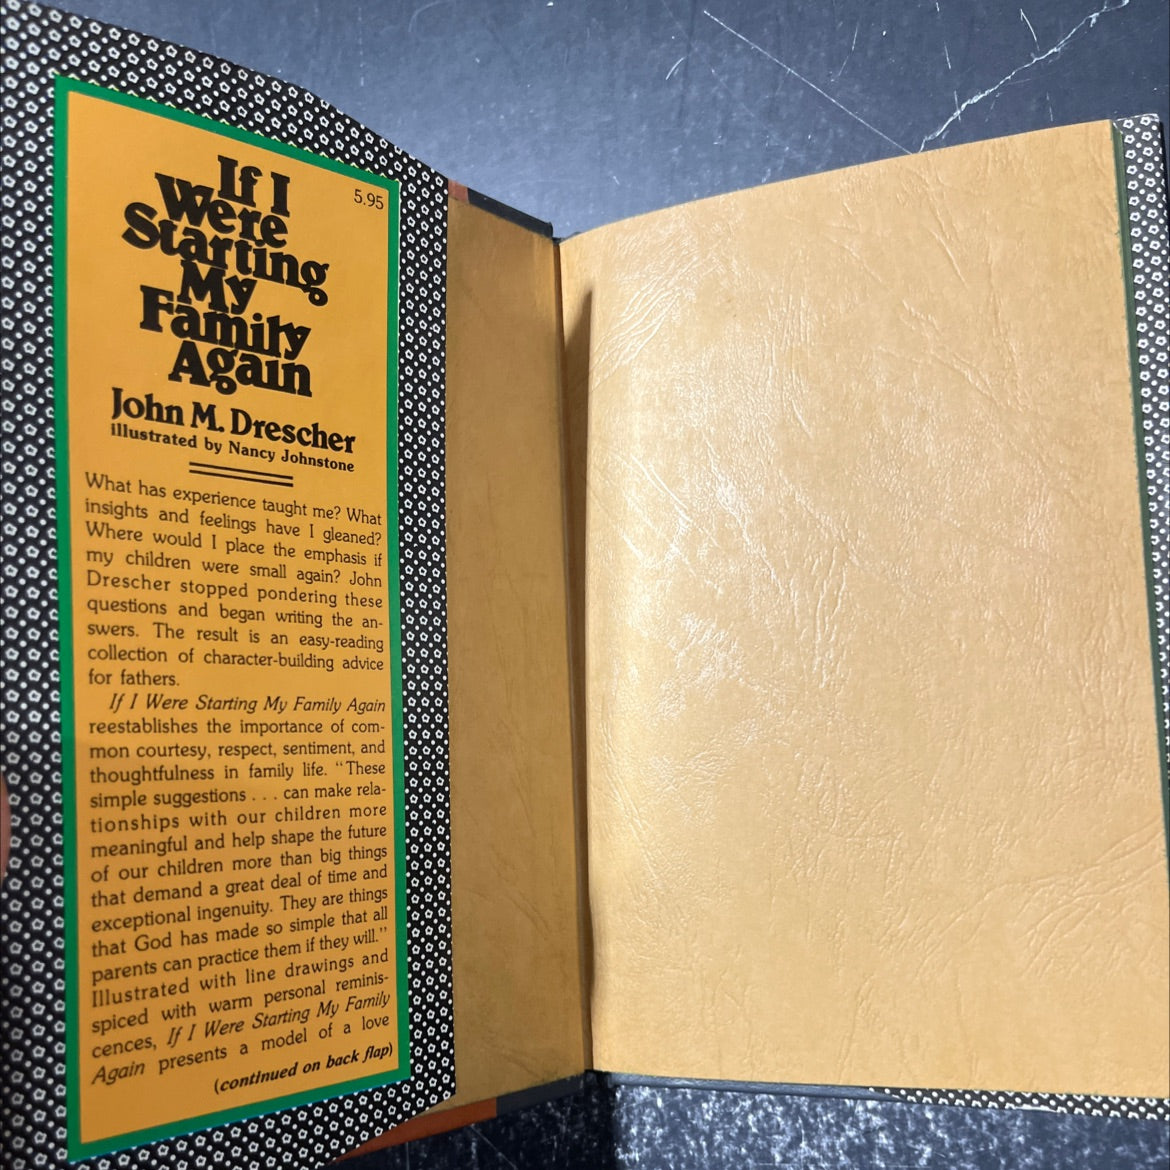 5.95
If I
Were
Starting
My
Family
Again
John M. Drescher
illustrated by Nancy Johnstone
What has experience taught me? What
insights and feelings have I gleaned?
Where would I place the emphasis if
my children were small again? John
Drescher stopped pondering these
questions and began writing the an-
swers. The result is an easy-reading
collection of character-building advice
for fathers.
If I Were Starting My Family Again
reestablishes the importance of com-
mon courtesy, respect, sentiment, and
thoughtfulness in family life. "These
simple suggestions . . . can make rela-
tionships with our children more
meaningful and help shape the future
of our children more than big things
that demand a great deal of time and
exceptional ingenuity. They are things
that God has made so simple that all
parents can practice them if they will."
Illustrated with line drawings and
spiced with warm personal reminis-
cences, If I Were Starting My Family
Again presents a model of a love
(continued on back flap)